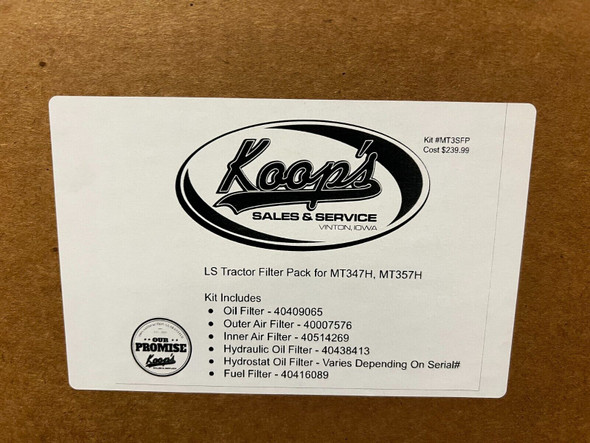 Kit #MT3SFP
Cost $239.99
Koop's
SALES & SERVICE
VINTON, IOWA
LS Tractor Filter Pack for MT347H, MT357H
Kit Includes
• Oil Filter - 40409065
• Outer Air Filter - 40007576
• Inner Air Filter - 40514269
• Hydraulic Oil Filter - 40438413
• Hydrostat Oil Filter - Varies Depending On Serial#
• Fuel Filter - 40416089
OUR
PROMISE
Koop's